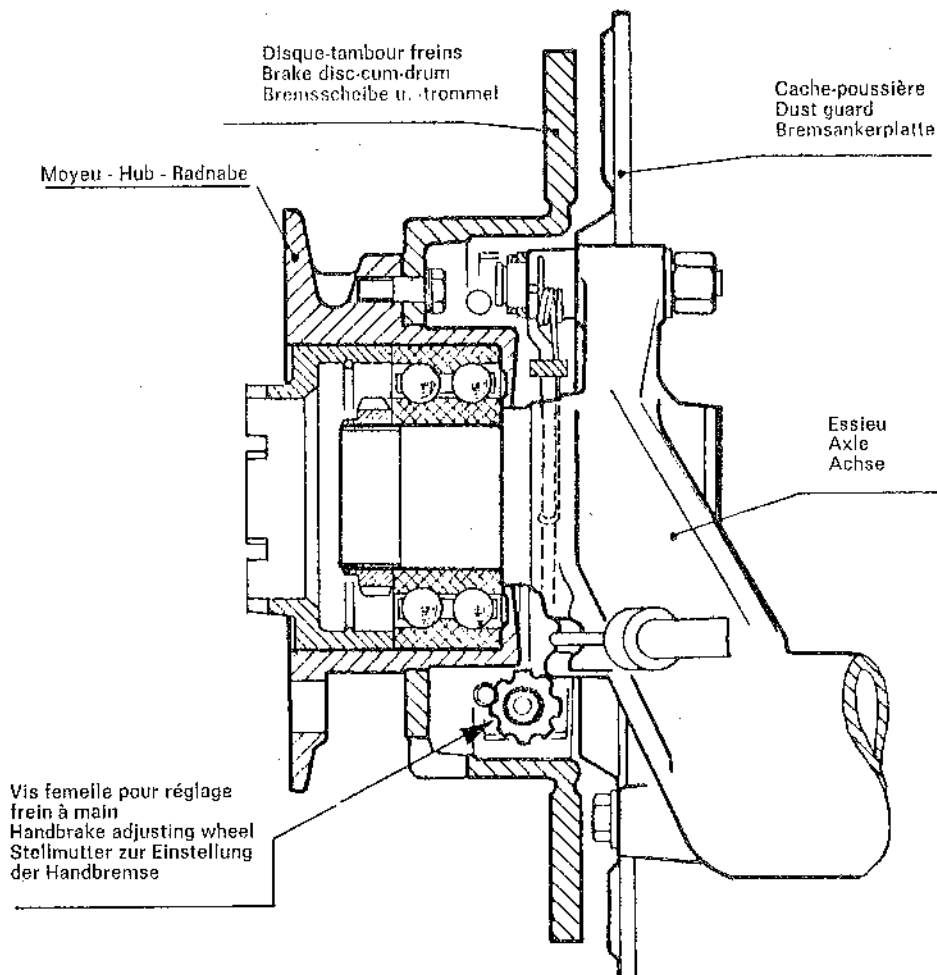 Disque-tambour freins
Brake disc-cum-drum
Bremsscheibe u. -trommel
Cache-poussière
Dust guard
Bremsankerplatte
Moyeu - Hub - Radnabe
Essieu
Axle
Achse
Vis femelle pour réglage
frein à main
Handbrake adjusting wheel
Stellmutter zur Einstellung
der Handbremse